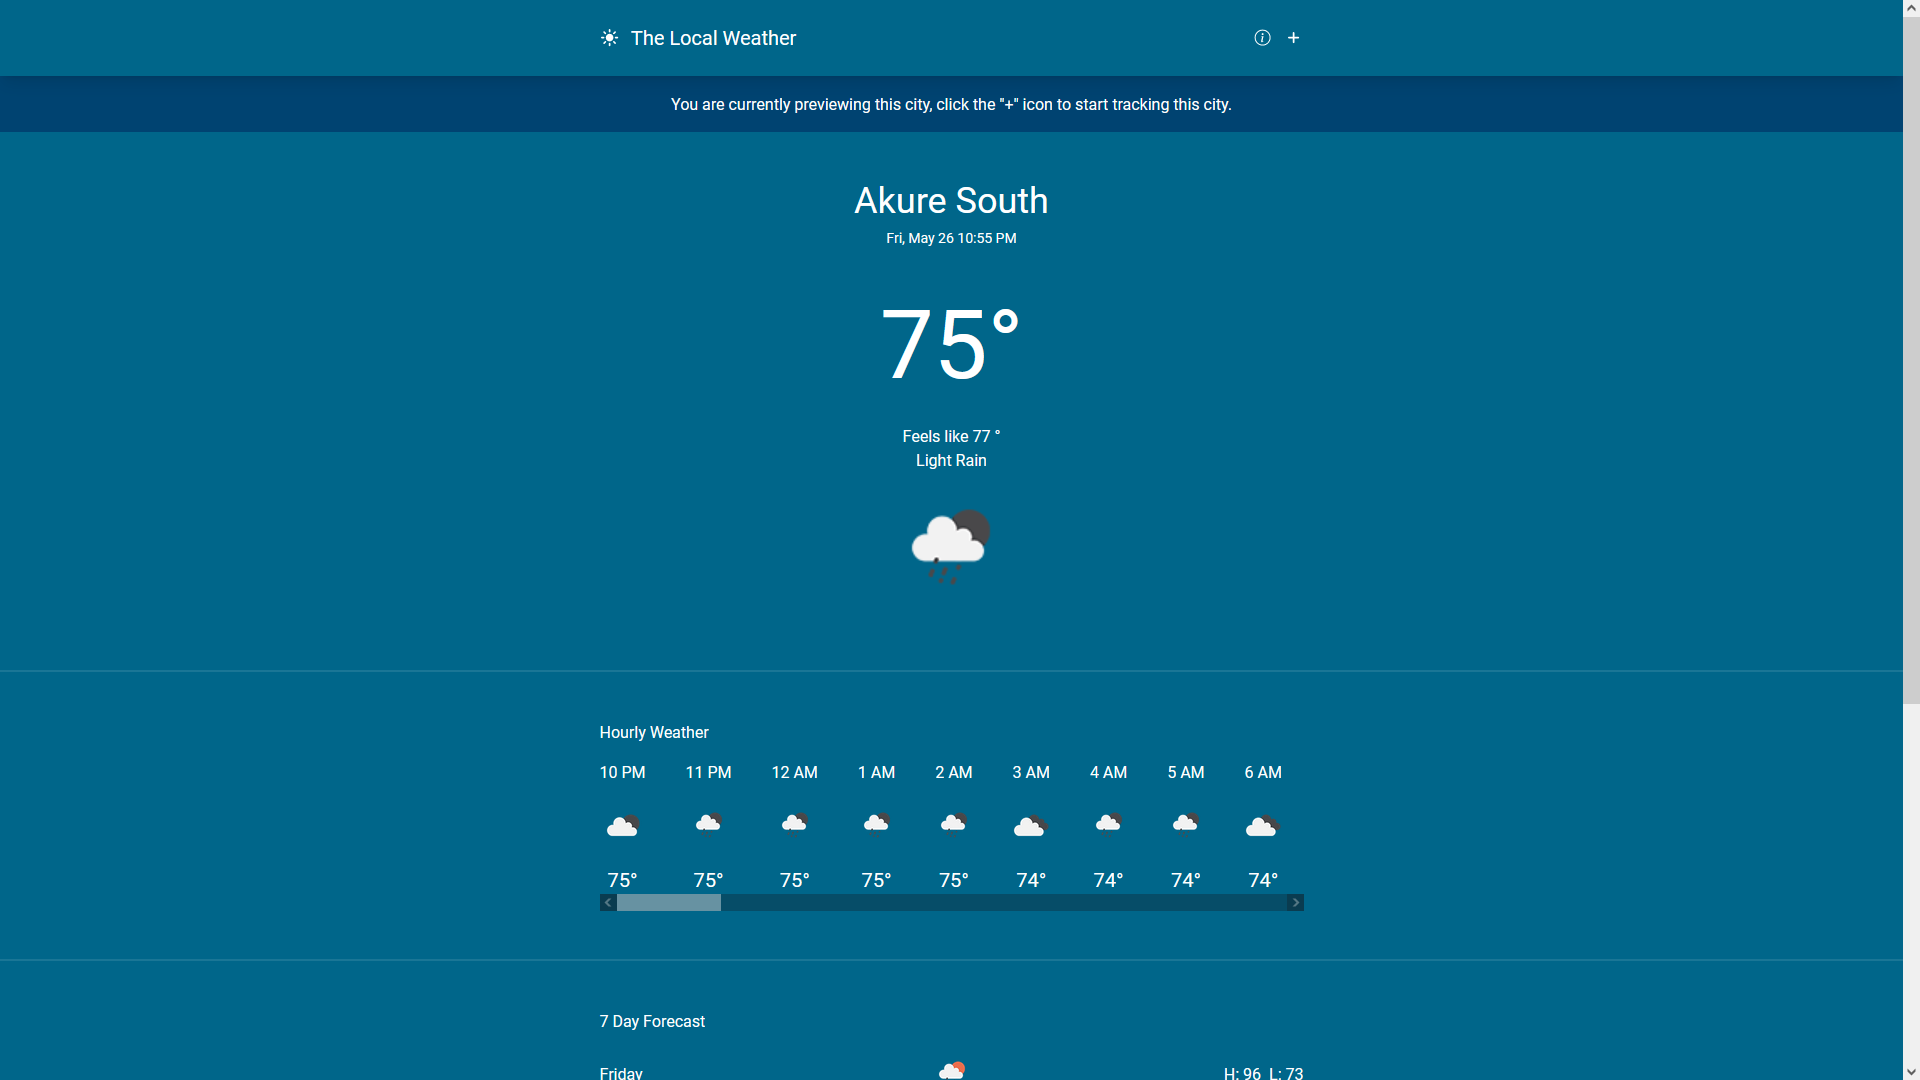 The Local Weather
You are currently previewing this city, click the "+" icon to start tracking this city.
Akure South
Fri, May 26 10:55 PM
75°
Feels like 77 °
Light Rain
Hourly Weather
10 PM 11 PM 12 AM 1 AM 2 AM 3 AM 4 AM 5 AM 6 AM
75° 75° 75° 75° 75° 74° 74° 74° 74°
7 Day Forecast
Friday H: 96 L: 73